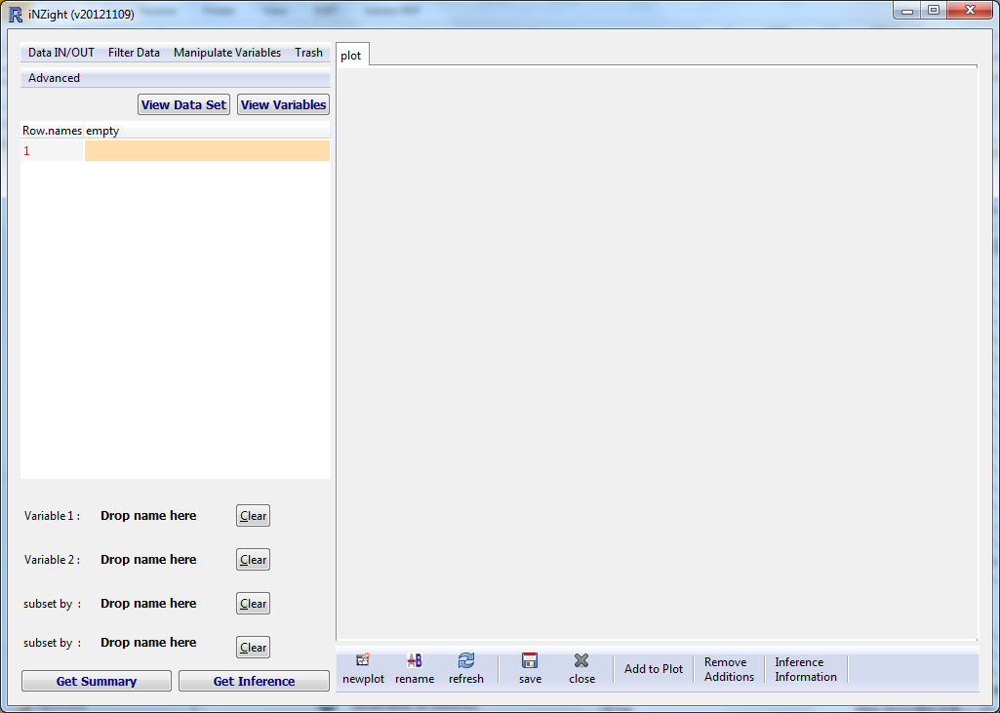 iNZight (v20121109)
Data IN/OUT Filter Data Manipulate Variables Trash
Advanced
View Data Set View Variables
Row.names empty
1
Variable 1 : Drop name here Clear
Variable 2 : Drop name here Clear
subset by : Drop name here Clear
subset by : Drop name here Clear
Get Summary Get Inference
plot
newplot rename refresh save close Add to Plot Remove Additions Inference Information